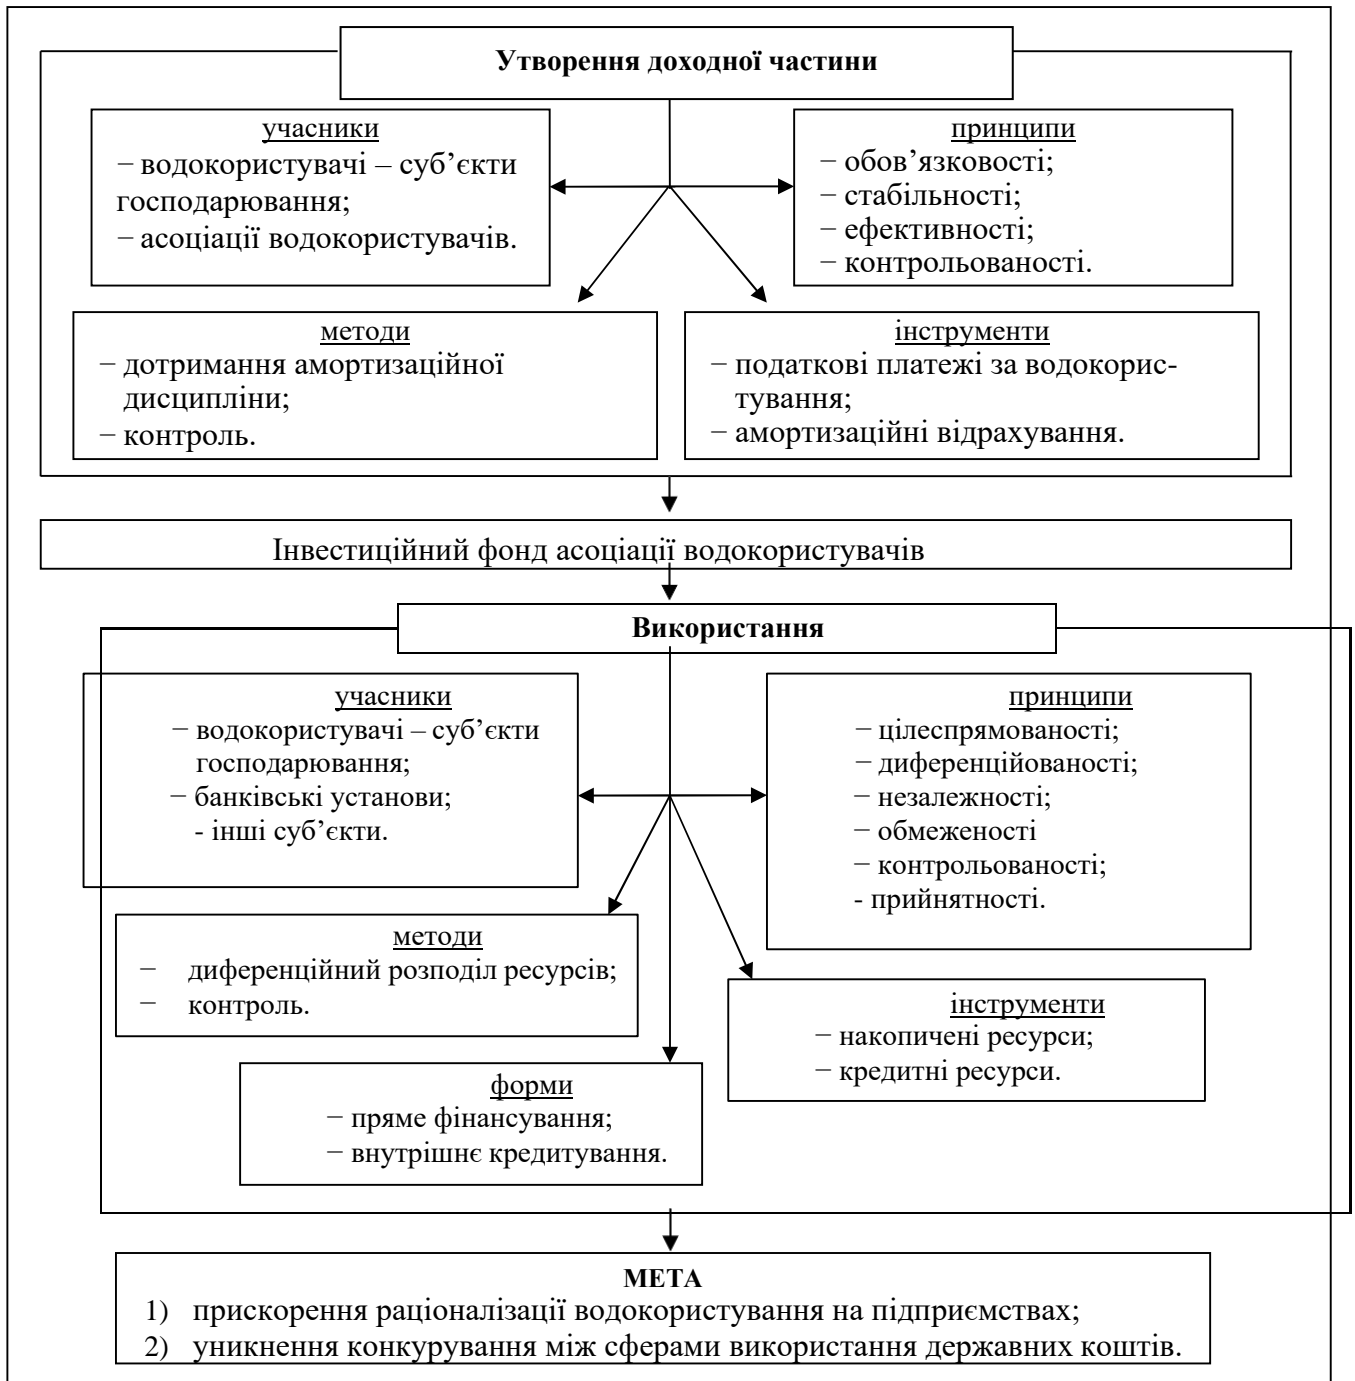 Утворення доходної частини
учасники
− водокористувачі – суб’єкти
господарювання;
− асоціації водокористувачів.
принципи
− обов’язковості;
− стабільності;
− ефективності;
− контрольованості.
методи
− дотримання амортизаційної
дисципліни;
− контроль.
інструменти
− податкові платежі за водокорис-
тування;
− амортизаційні відрахування.
Інвестиційний фонд асоціації водокористувачів
Використання
учасники
− водокористувачі – суб’єкти
господарювання;
− банківські установи;
- інші суб’єкти.
принципи
− цілеспрямованості;
− диференційованості;
− незалежності;
− обмеженості
− контрольованості;
- прийнятності.
методи
− диференційний розподіл ресурсів;
− контроль.
інструменти
− накопичені ресурси;
− кредитні ресурси.
форми
− пряме фінансування;
− внутрішнє кредитування.
МЕТА
1) прискорення раціоналізації водокористування на підприємствах;
2) уникнення конкурування між сферами використання державних коштів.